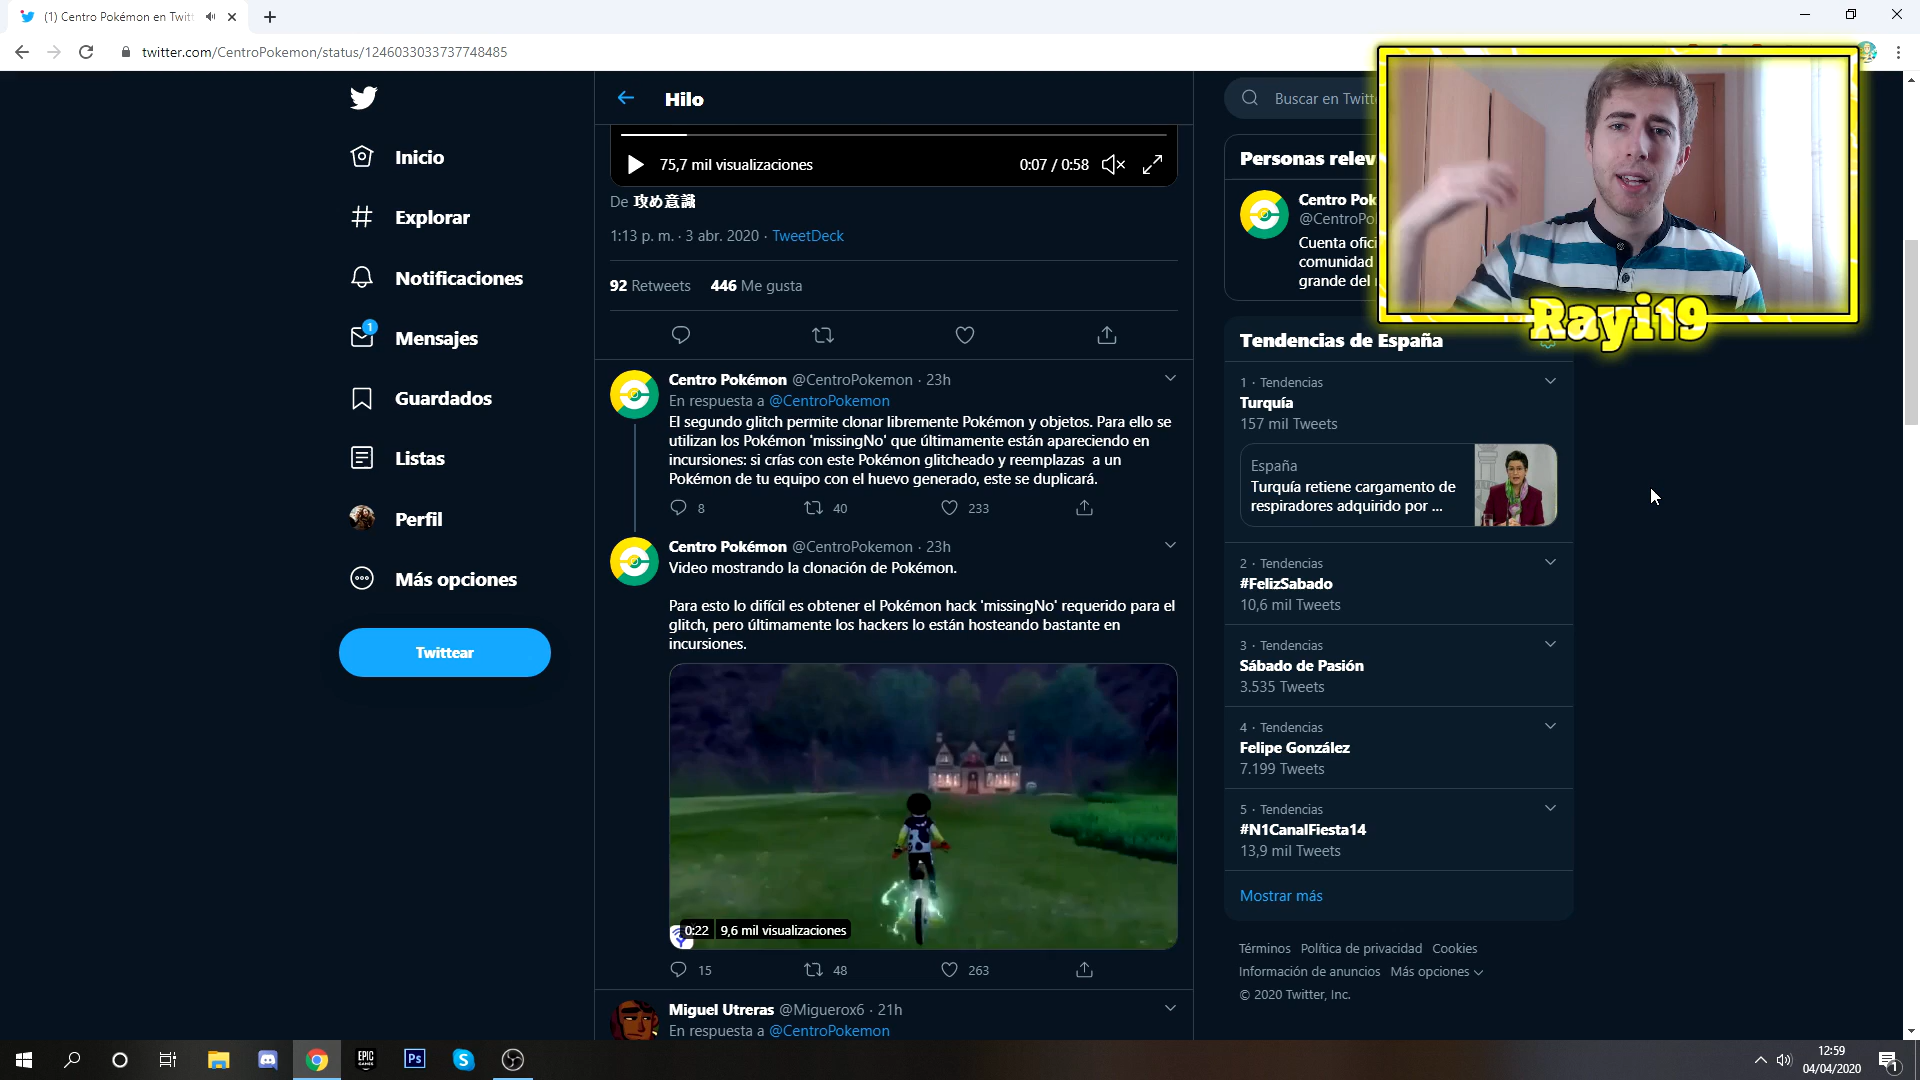 (1) Centro Pokémon en Twitt
twitter.com/CentroPokemon/status/1246033033737748485
Hilo
Buscar en Twitt
Inicio
Explorar
Notificaciones
1
Mensajes
Guardados
Listas
Perfil
Más opciones
Twittear
75,7 mil visualizaciones
0:07 / 0:58
De 攻め意識
1:13 p. m. · 3 abr. 2020 · TweetDeck
92 Retweets 446 Me gusta
Centro Pokémon @CentroPokemon · 23h
En respuesta a @CentroPokemon
El segundo glitch permite clonar libremente Pokémon y objetos. Para ello se
utilizan los Pokémon 'missingNo' que últimamente están apareciendo en
incursiones: si crías con este Pokémon glitcheado y reemplazas a un
Pokémon de tu equipo con el huevo generado, este se duplicará.
8 40 233
Centro Pokémon @CentroPokemon · 23h
Video mostrando la clonación de Pokémon.
Para esto lo difícil es obtener el Pokémon hack 'missingNo' requerido para el
glitch, pero últimamente los hackers lo están hosteando bastante en
incursiones.
0:22 9,6 mil visualizaciones
15 48 263
Miguel Utreras @Miguerox6 · 21h
En respuesta a @CentroPokemon
Personas relev
Centro Pok
@CentroPo
Cuenta ofici
comunidad
grande del
Rayi19
Tendencias de España
1 · Tendencias
Turquía
157 mil Tweets
España
Turquía retiene cargamento de
respiradores adquirido por ...
2 · Tendencias
#FelizSabado
10,6 mil Tweets
3 · Tendencias
Sábado de Pasión
3.535 Tweets
4 · Tendencias
Felipe González
7.199 Tweets
5 · Tendencias
#N1CanalFiesta14
13,9 mil Tweets
Mostrar más
Términos Política de privacidad Cookies
Información de anuncios Más opciones
© 2020 Twitter, Inc.
EPIC
GAMES
Ps
12:59
04/04/2020
1